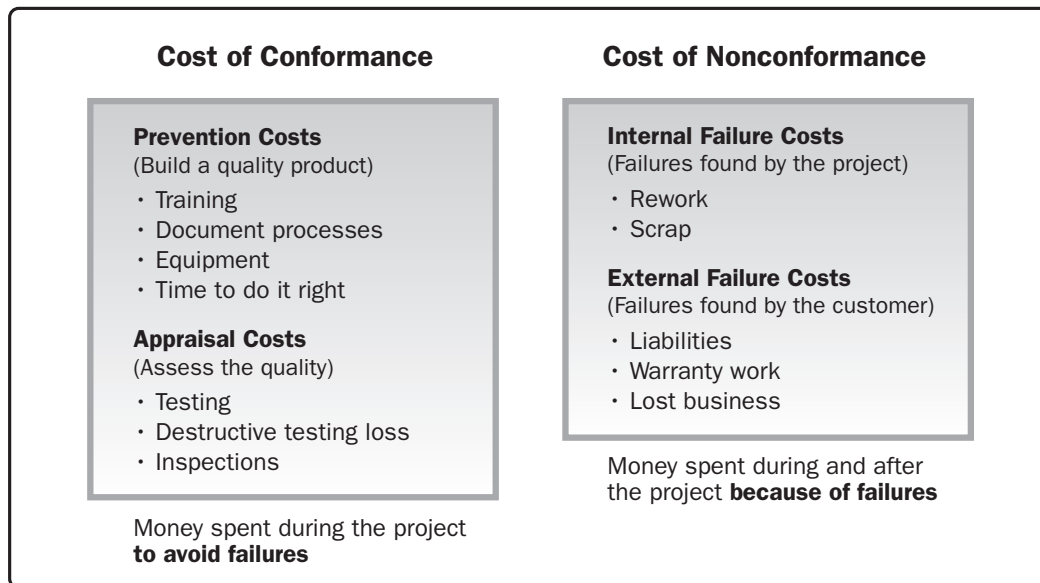 Cost of Conformance
Prevention Costs
(Build a quality product)
• Training
• Document processes
• Equipment
• Time to do it right
Appraisal Costs
(Assess the quality)
• Testing
• Destructive testing loss
• Inspections
Money spent during the project
to avoid failures
Cost of Nonconformance
Internal Failure Costs
(Failures found by the project)
• Rework
• Scrap
External Failure Costs
(Failures found by the customer)
• Liabilities
• Warranty work
• Lost business
Money spent during and after
the project because of failures